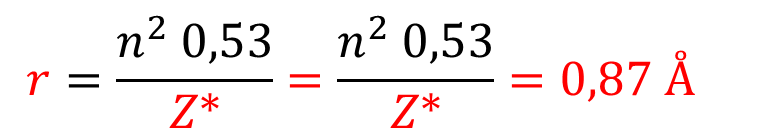 r = n² 0,53 / Z* = n² 0,53 / Z* = 0,87 Å